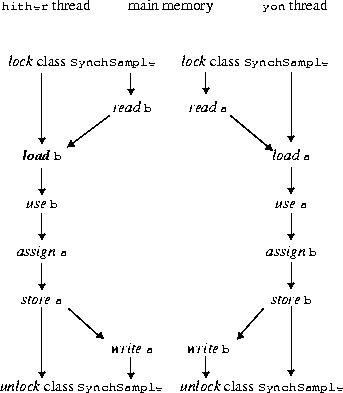 hither thread main memory yon thread
lock class SynchSample lock class SynchSample
read b read a
load b load a
use b use a
assign a assign b
store a store b
write a write b
unlock class SynchSample unlock class SynchSample